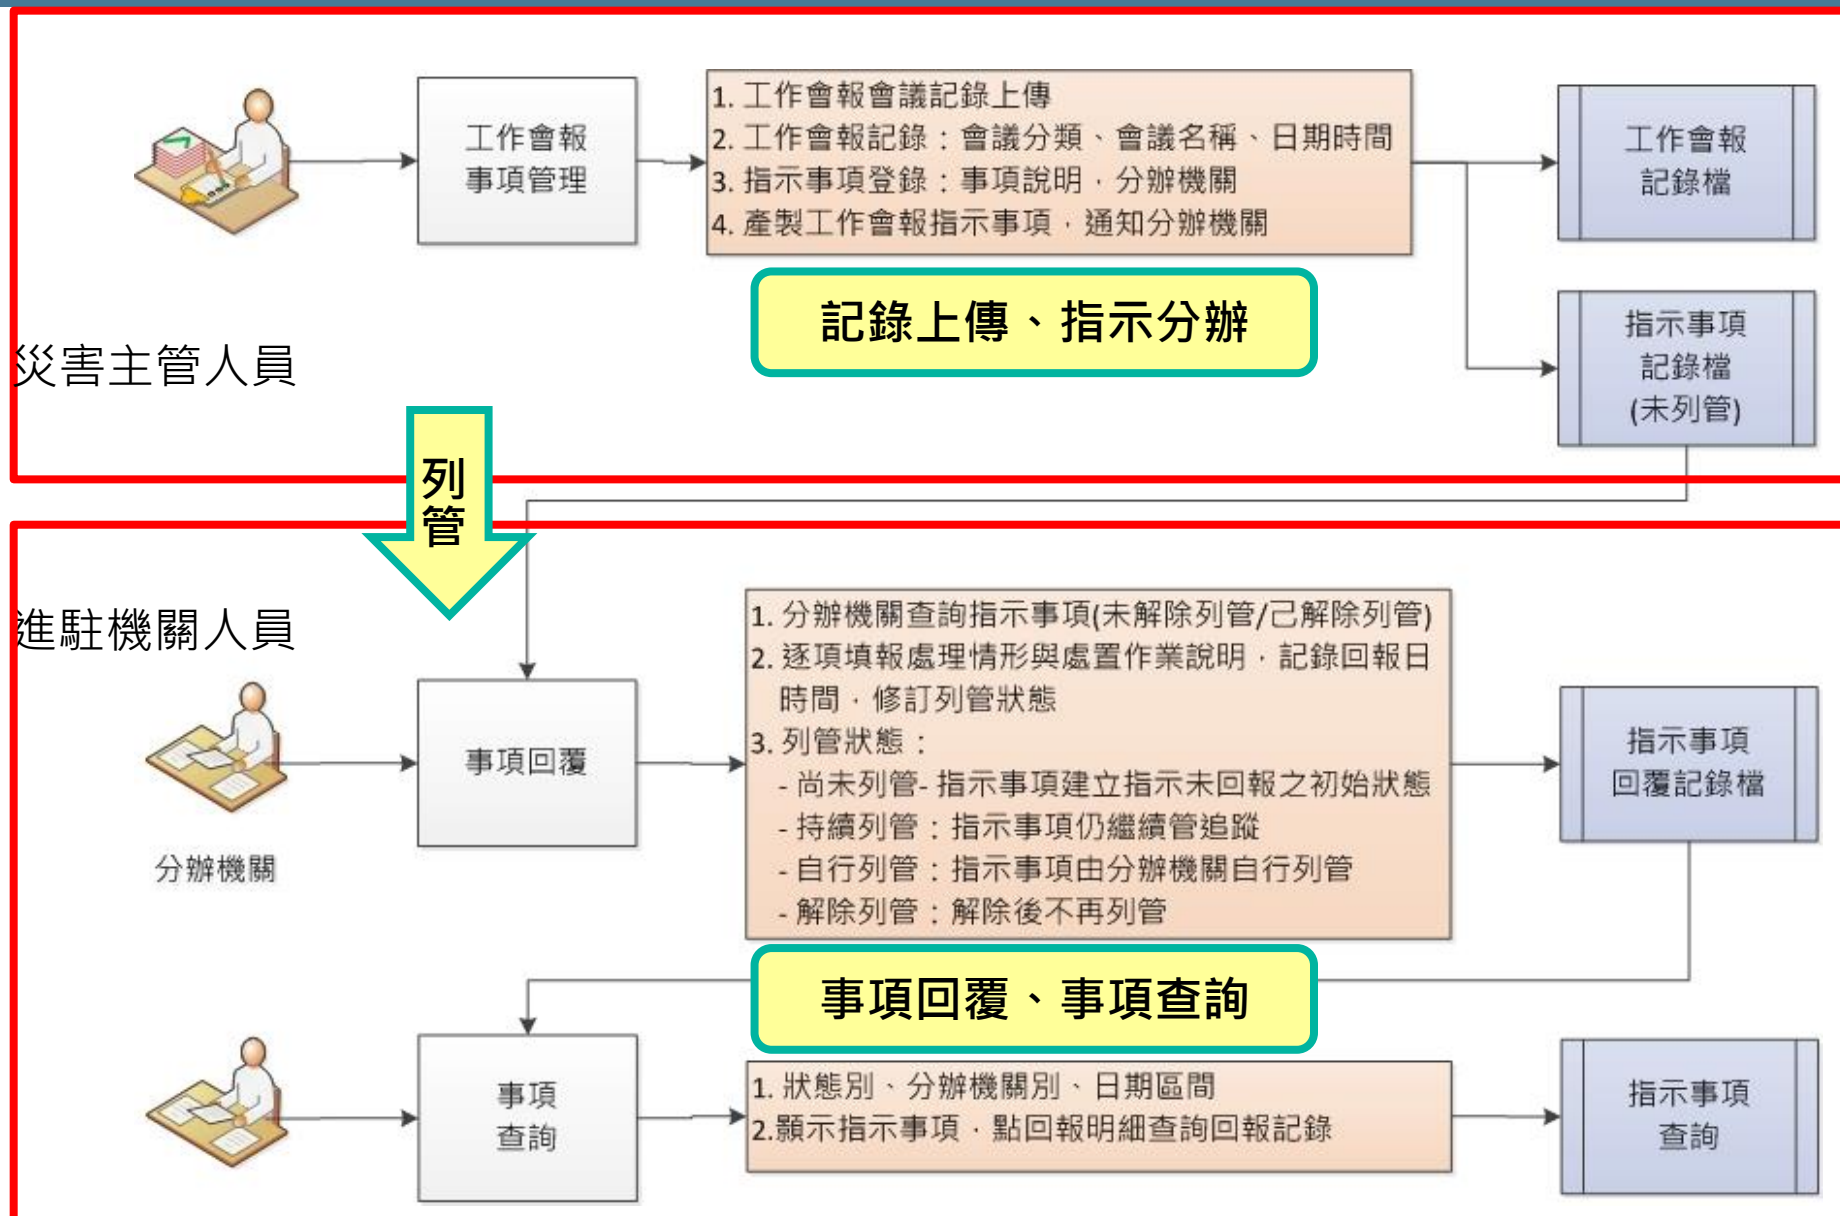 工作會報
事項管理
1. 工作會報會議記錄上傳
2. 工作會報記錄：會議分類、會議名稱、日期時間
3. 指示事項登錄：事項說明，分辦機關
4. 產製工作會報指示事項，通知分辦機關
工作會報
記錄檔
記錄上傳、指示分辦
指示事項
記錄檔
(未列管)
災害主管人員
列
管
進駐機關人員
分辦機關
事項回覆
1. 分辦機關查詢指示事項(未解除列管/己解除列管)
2. 逐項填報處理情形與處置作業說明，記錄回報日
時間，修訂列管狀態
3. 列管狀態：
- 尚未列管- 指示事項建立指示未回報之初始狀態
- 持續列管：指示事項仍繼續管追蹤
- 自行列管：指示事項由分辦機關自行列管
- 解除列管：解除後不再列管
指示事項
回覆記錄檔
事項回覆、事項查詢
事項
查詢
1. 狀態別、分辦機關別、日期區間
2.顯示指示事項，點回報明細查詢回報記錄
指示事項
查詢